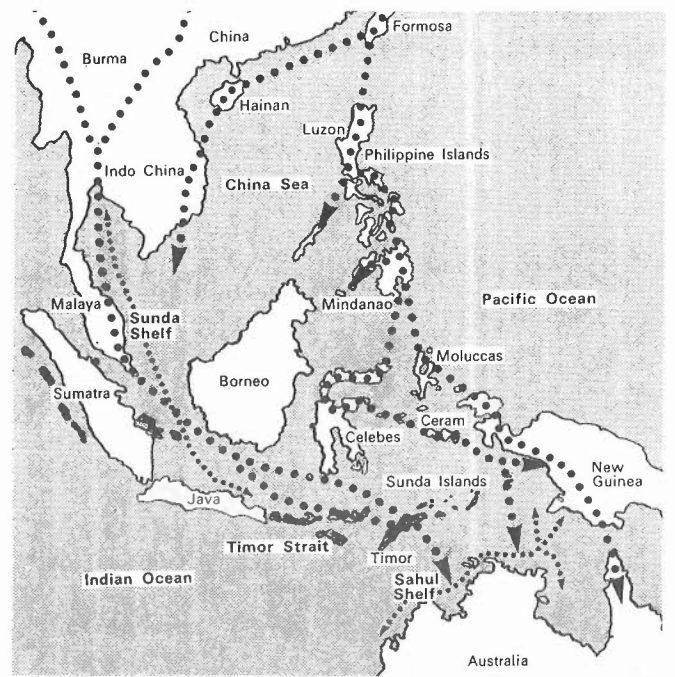 Formosa
China
Burma
Hainan
Luzon
Philippine Islands
Indo China
China Sea
Malaya
Sunda
Shelf
Mindanao
Pacific Ocean
Moluccas
Sumatra
Borneo
Ceram
Celebes
New
Guinea
Sunda Islands
Java
Timor Strait
Timor
Indian Ocean
Sahul
Shelf
Australia